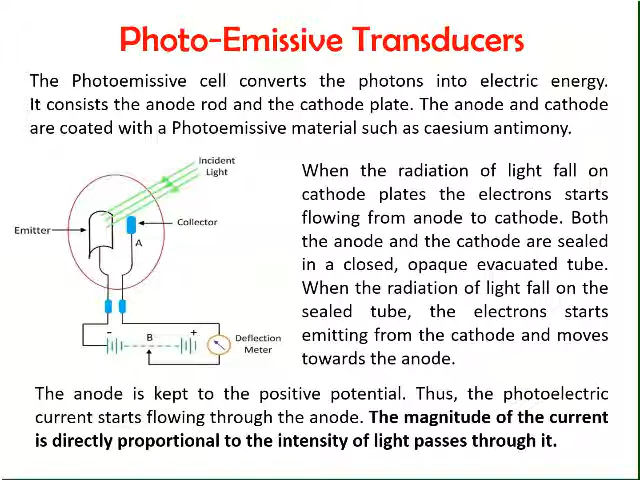 Photo-Emissive Transducers
The Photoemissive cell converts the photons into electric energy.
It consists the anode rod and the cathode plate. The anode and cathode
are coated with a Photoemissive material such as caesium antimony.
Incident
Light
Emitter
Collector
A
-
B
+
Deflection
Meter
When the radiation of light fall on
cathode plates the electrons starts
flowing from anode to cathode. Both
the anode and the cathode are sealed
in a closed, opaque evacuated tube.
When the radiation of light fall on the
sealed tube, the electrons starts
emitting from the cathode and moves
towards the anode.
The anode is kept to the positive potential. Thus, the photoelectric
current starts flowing through the anode. The magnitude of the current
is directly proportional to the intensity of light passes through it.